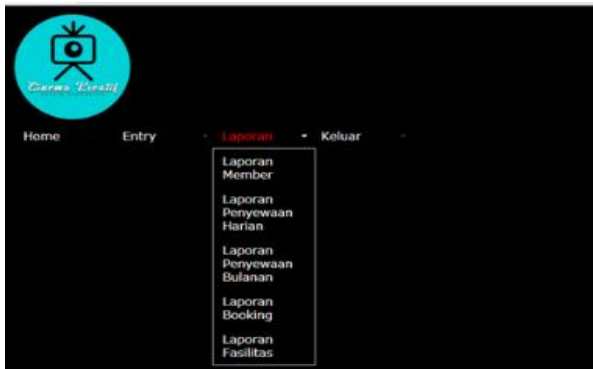 Home Entry Laporan Keluar
Laporan
Member
Laporan
Penyewaan
Harian
Laporan
Penyewaan
Bulanan
Laporan
Booking
Laporan
Fasilitas